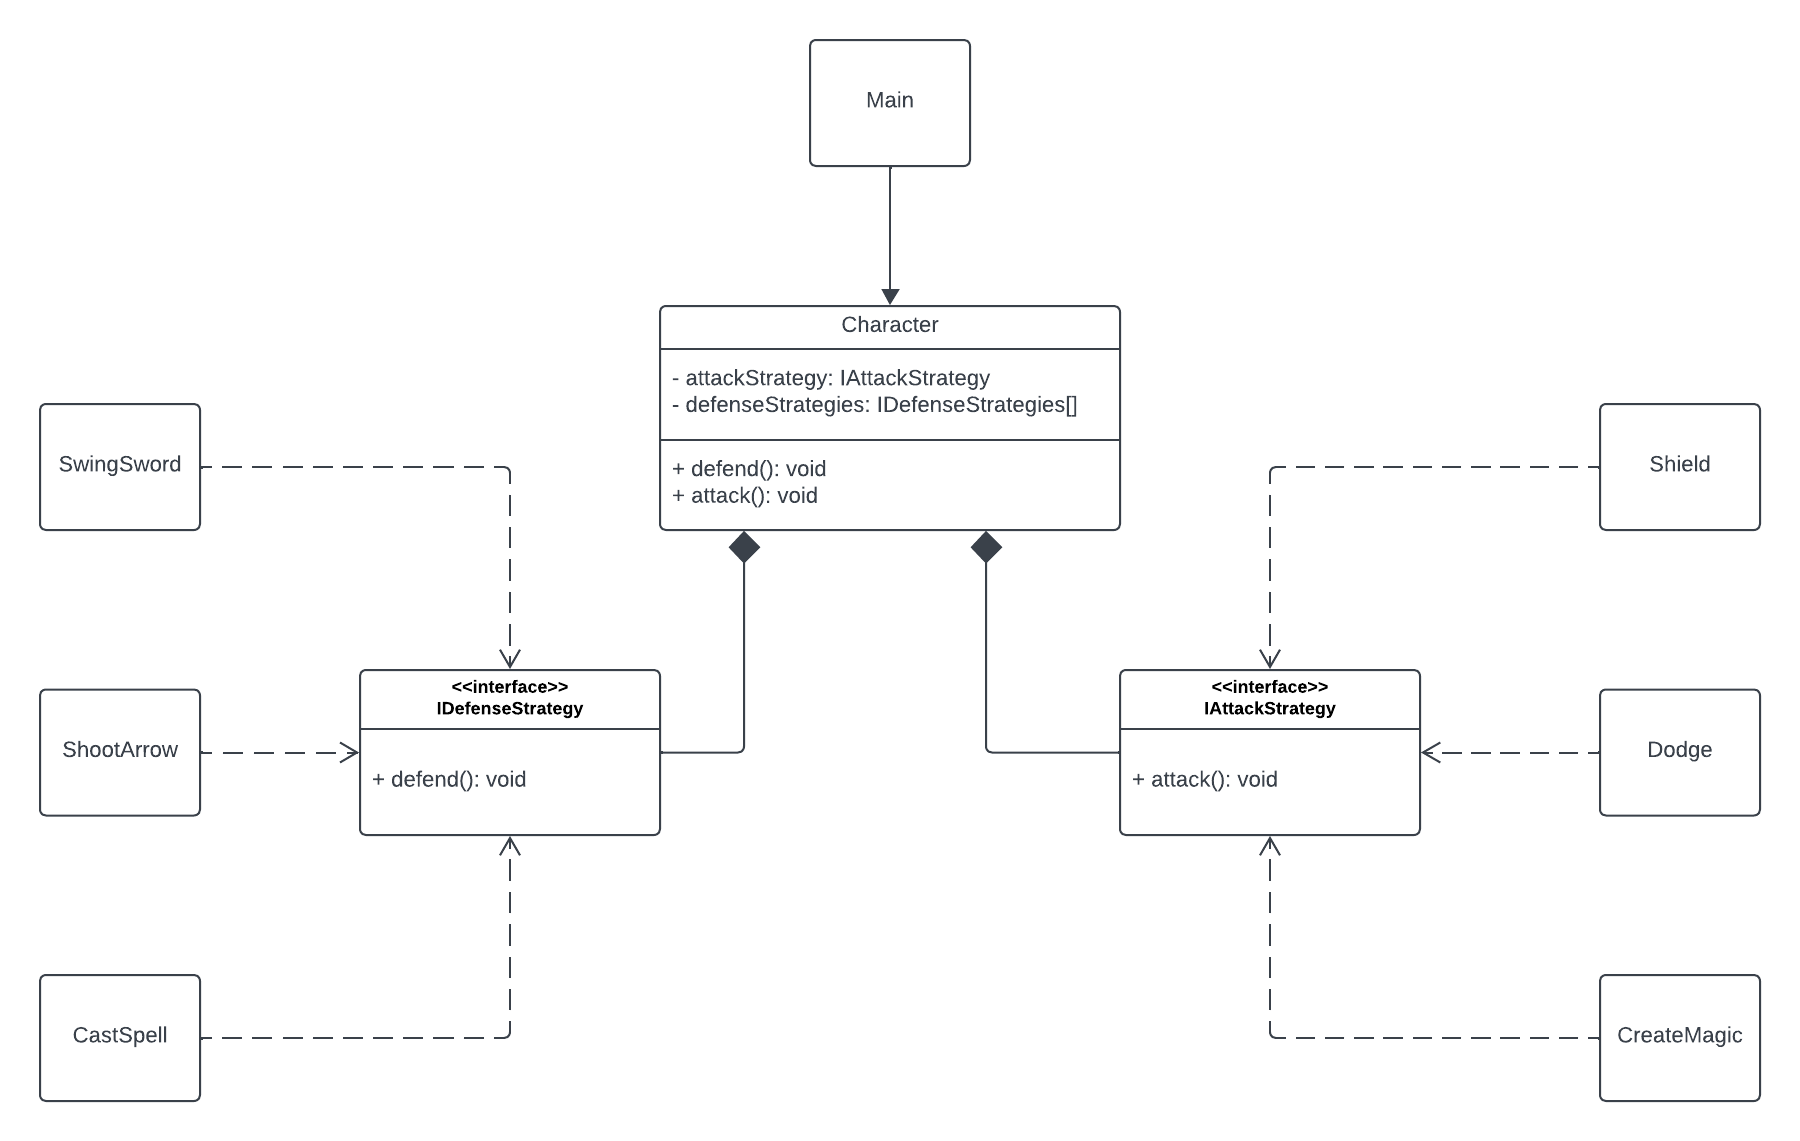 Main
Character
- attackStrategy: IAttackStrategy
- defenseStrategies: IDefenseStrategies[]
+ defend(): void
+ attack(): void
SwingSword
Shield
<<interface>>
IDefenseStrategy
+ defend(): void
<<interface>>
IAttackStrategy
+ attack(): void
ShootArrow
Dodge
CastSpell
CreateMagic